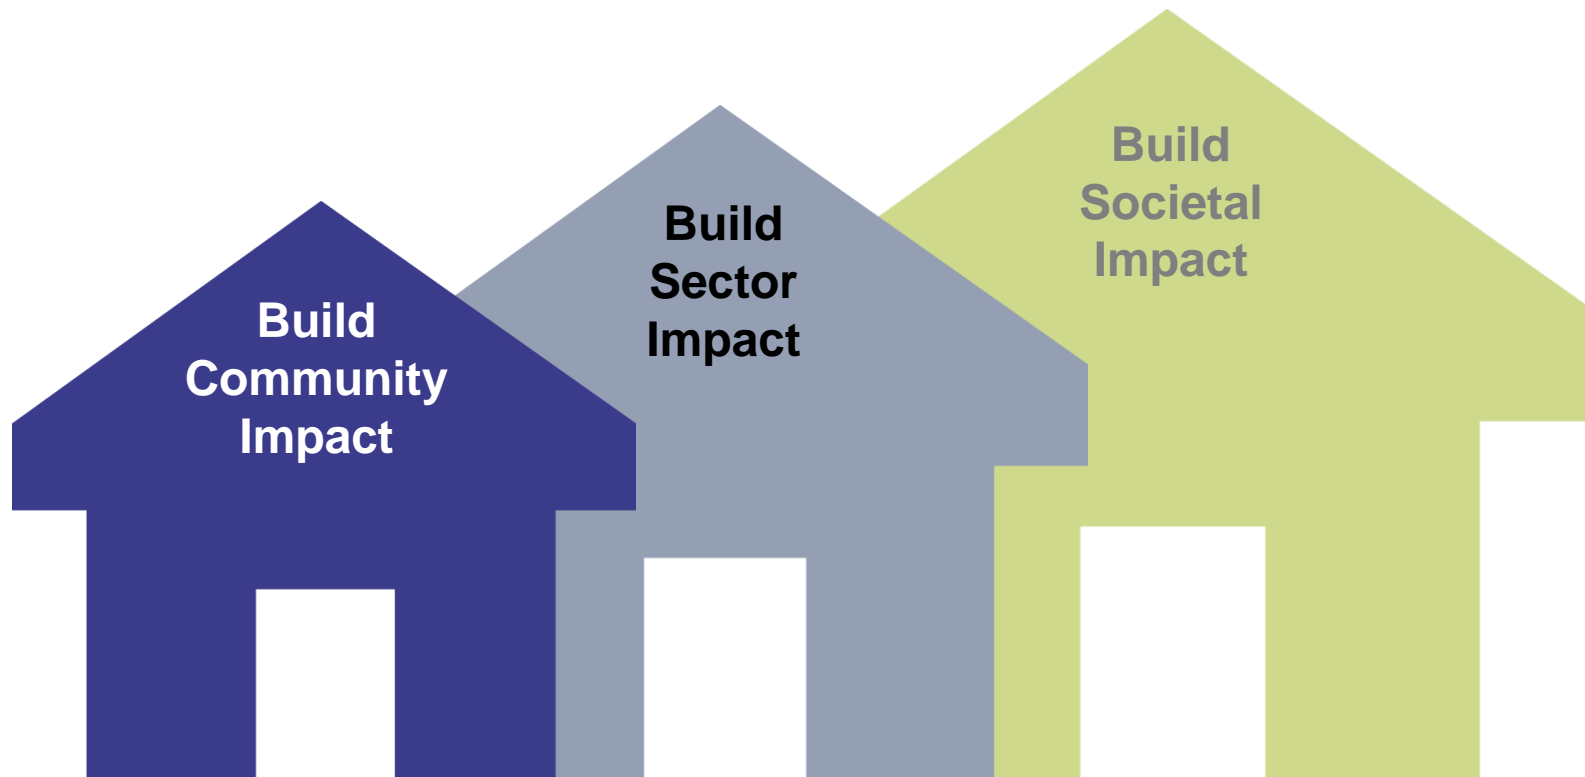 Build
Community
Impact
Build
Sector
Impact
Build
Societal
Impact